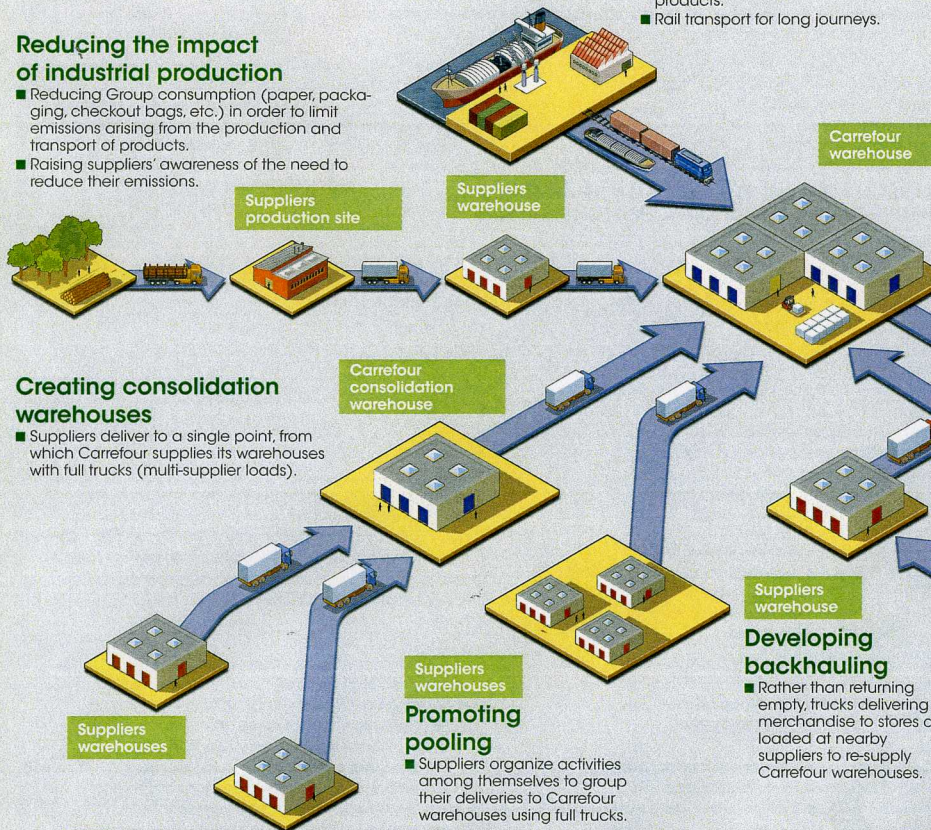 products.
■ Rail transport for long journeys.
Reducing the impact
of industrial production
■ Reducing Group consumption (paper, packa-
ging, checkout bags, etc.) in order to limit
emissions arising from the production and
transport of products.
■ Raising suppliers' awareness of the need to
reduce their emissions.
Carrefour
warehouse
Suppliers
production site
Suppliers
warehouse
Creating consolidation
warehouses
■ Suppliers deliver to a single point, from
which Carrefour supplies its warehouses
with full trucks (multi-supplier loads).
Carrefour
consolidation
warehouse
Suppliers
warehouses
Suppliers
warehouses
Promoting
pooling
■ Suppliers organize activities
among themselves to group
their deliveries to Carrefour
warehouses using full trucks.
Suppliers
warehouse
Developing
backhauling
■ Rather than returning
empty, trucks delivering
merchandise to stores
loaded at nearby
suppliers to re-supply
Carrefour warehouses.